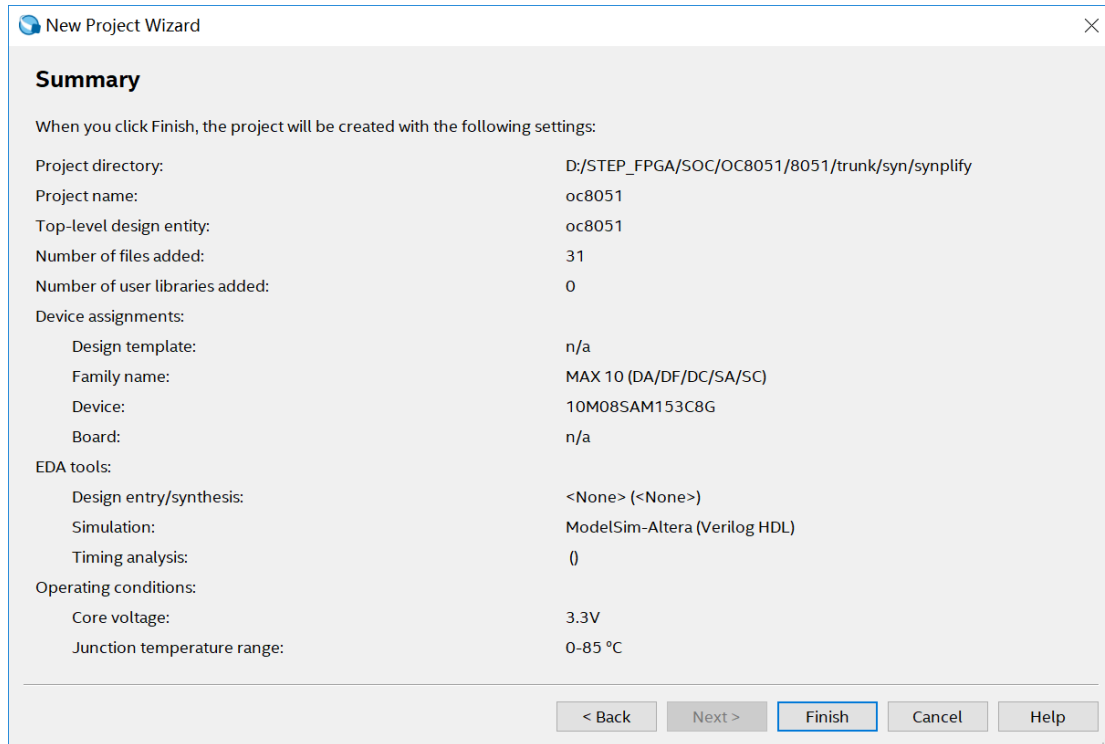 New Project Wizard
Summary
When you click Finish, the project will be created with the following settings:
Project directory: D:/STEP_FPGA/SOC/OC8051/8051/trunk/syn/synplify
Project name: oc8051
Top-level design entity: oc8051
Number of files added: 31
Number of user libraries added: 0
Device assignments:
Design template: n/a
Family name: MAX 10 (DA/DF/DC/SA/SC)
Device: 10M08SAM153C8G
Board: n/a
EDA tools:
Design entry/synthesis: <None> (<None>)
Simulation: ModelSim-Altera (Verilog HDL)
Timing analysis: ()
Operating conditions:
Core voltage: 3.3V
Junction temperature range: 0-85 °C
< Back Next > Finish Cancel Help